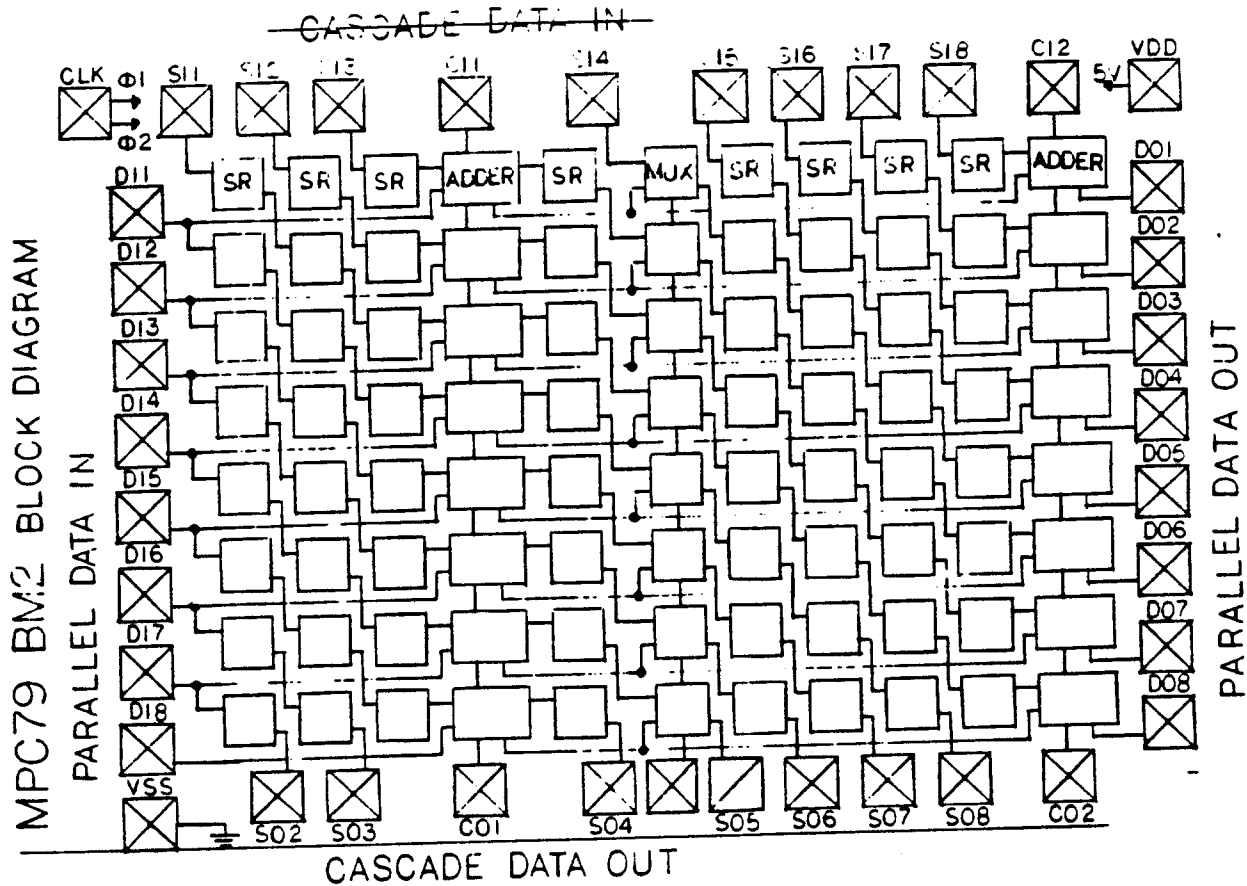 CASCADE DATA IN
CLK Φ1 SI1 SI2 SI3 CI1 SI4 SI5 SI6 SI7 SI8 CI2 VDD
Φ2
5V
SR SR SR ADDER SR MUX SR SR SR SR ADDER
DI1
DI2
DI3
DI4
DI5
DI6
DI7
DI8
VSS
DO1
DO2
DO3
DO4
DO5
DO6
DO7
DO8
MPC79 BM2 BLOCK DIAGRAM
PARALLEL DATA IN
PARALLEL DATA OUT
SO2 SO3 CO1 SO4 SO5 SO6 SO7 SO8 CO2
CASCADE DATA OUT